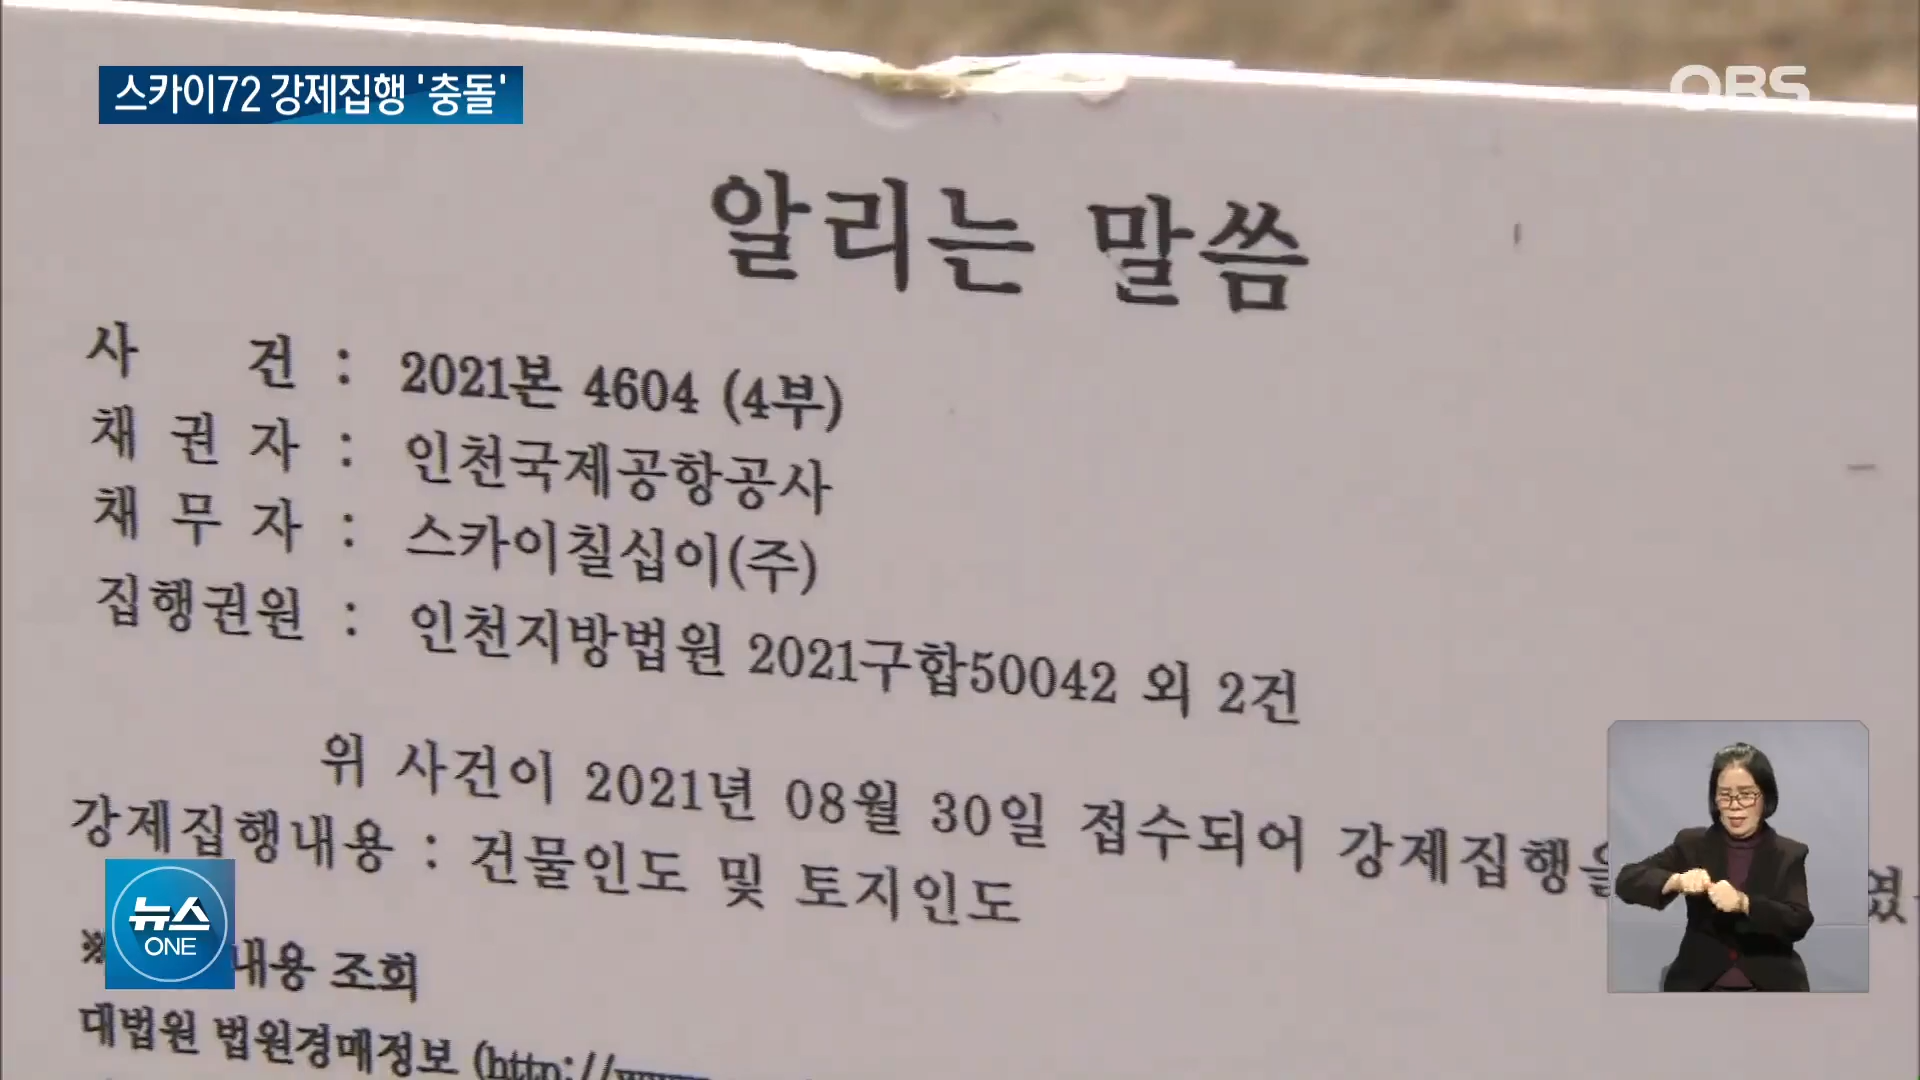 스카이72 강제집행 '충돌'
OBS
알리는 말씀
사 건 : 2021본 4604 (4부)
채 권 자 : 인천국제공항공사
채 무 자 : 스카이칠십이(주)
집행권원 : 인천지방법원 2021구합50042 외 2건
위 사건이 2021년 08월 30일 접수되어 강제집행을
강제집행내용 : 건물인도 및 토지인도
뉴스
ONE
※ 내용 조회
대법원 법원경매정보 (http://www